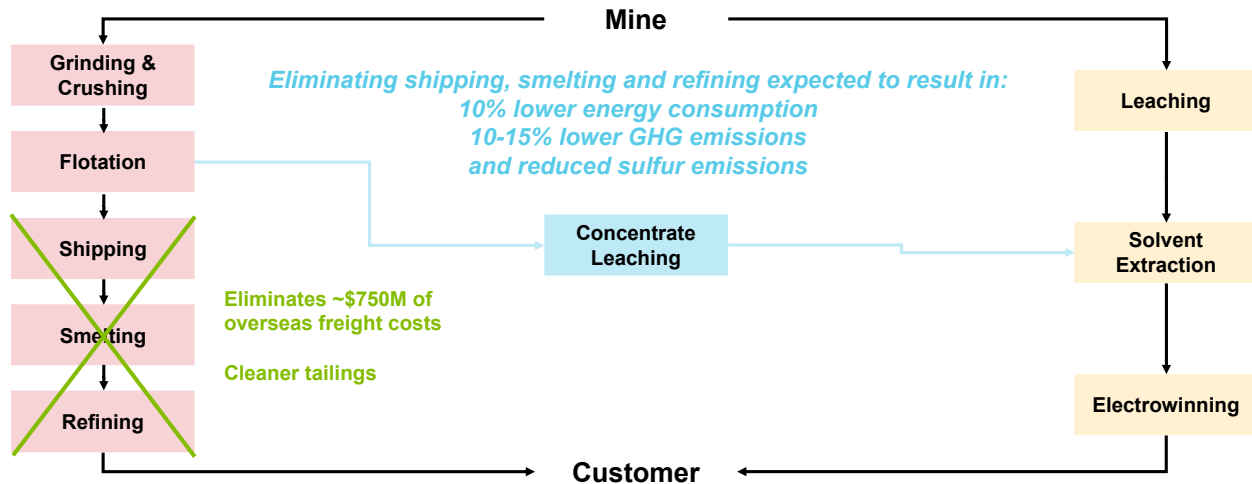 Mine
Grinding &
Crushing
Eliminating shipping, smelting and refining expected to result in:
10% lower energy consumption
10-15% lower GHG emissions
and reduced sulfur emissions
Leaching
Flotation
Shipping
Concentrate
Leaching
Solvent
Extraction
Eliminates ~$750M of
overseas freight costs
Smelting
Cleaner tailings
Refining
Electrowinning
Customer